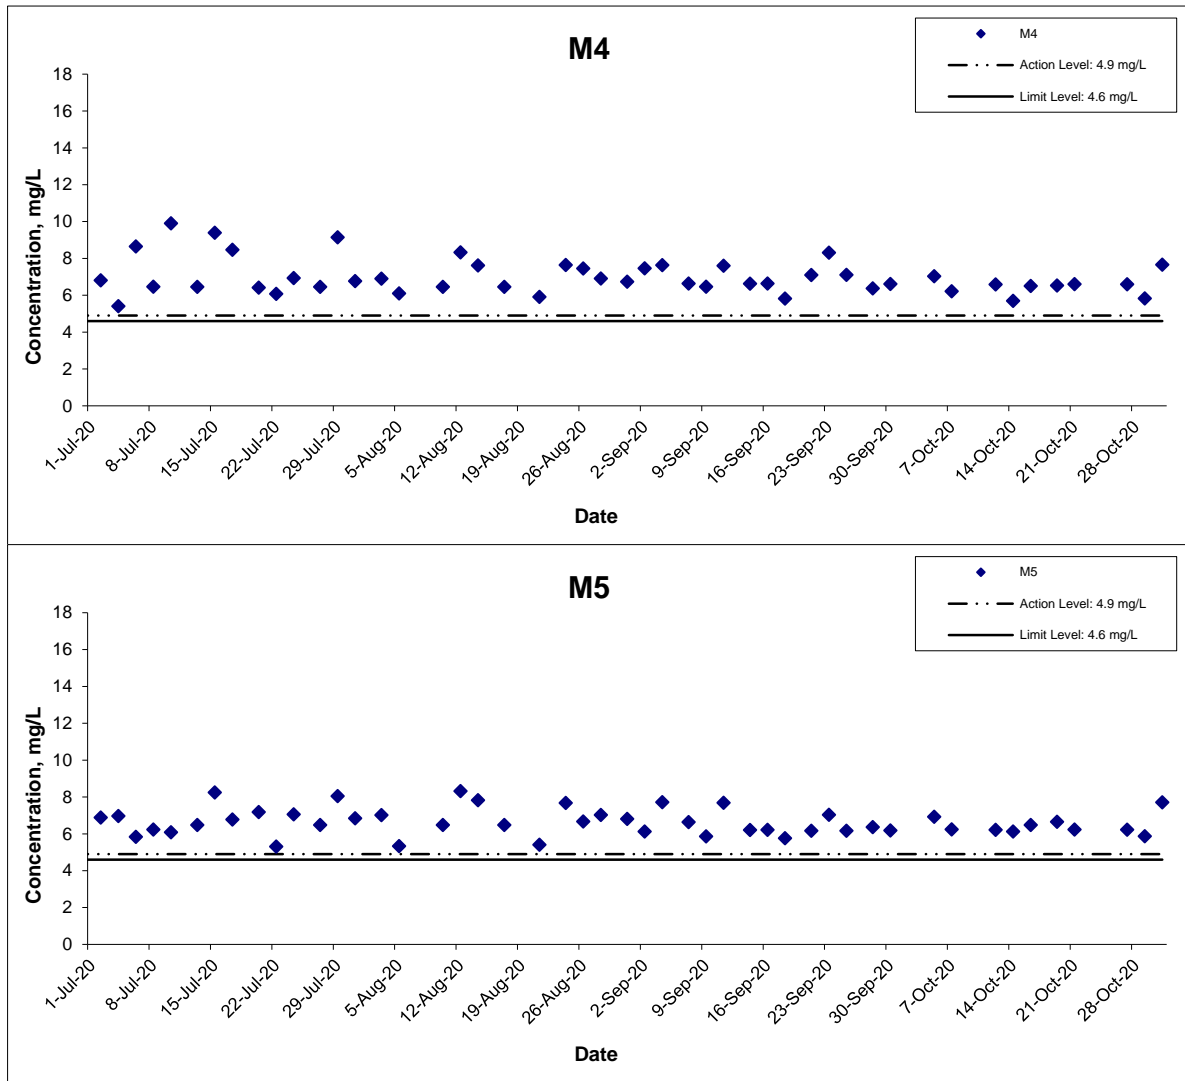 M4
M4
Action Level: 4.9 mg/L
Limit Level: 4.6 mg/L
Concentration, mg/L
18
16
14
12
10
8
6
4
2
0
1-Jul-20
8-Jul-20
15-Jul-20
22-Jul-20
29-Jul-20
5-Aug-20
12-Aug-20
19-Aug-20
26-Aug-20
2-Sep-20
9-Sep-20
16-Sep-20
23-Sep-20
30-Sep-20
7-Oct-20
14-Oct-20
21-Oct-20
28-Oct-20
Date
M5
M5
Action Level: 4.9 mg/L
Limit Level: 4.6 mg/L
Concentration, mg/L
18
16
14
12
10
8
6
4
2
0
1-Jul-20
8-Jul-20
15-Jul-20
22-Jul-20
29-Jul-20
5-Aug-20
12-Aug-20
19-Aug-20
26-Aug-20
2-Sep-20
9-Sep-20
16-Sep-20
23-Sep-20
30-Sep-20
7-Oct-20
14-Oct-20
21-Oct-20
28-Oct-20
Date